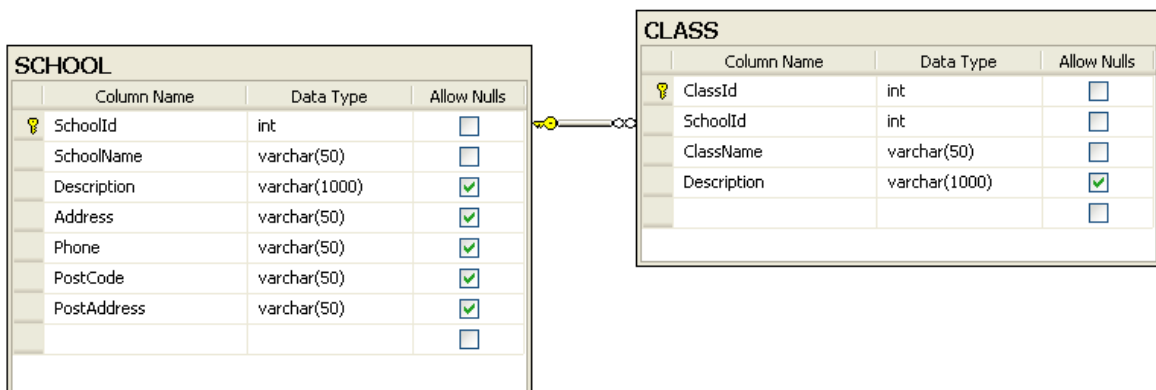 SCHOOL
Column Name Data Type Allow Nulls
SchoolId int
SchoolName varchar(50)
Description varchar(1000)
Address varchar(50)
Phone varchar(50)
PostCode varchar(50)
PostAddress varchar(50)
CLASS
Column Name Data Type Allow Nulls
ClassId int
SchoolId int
ClassName varchar(50)
Description varchar(1000)